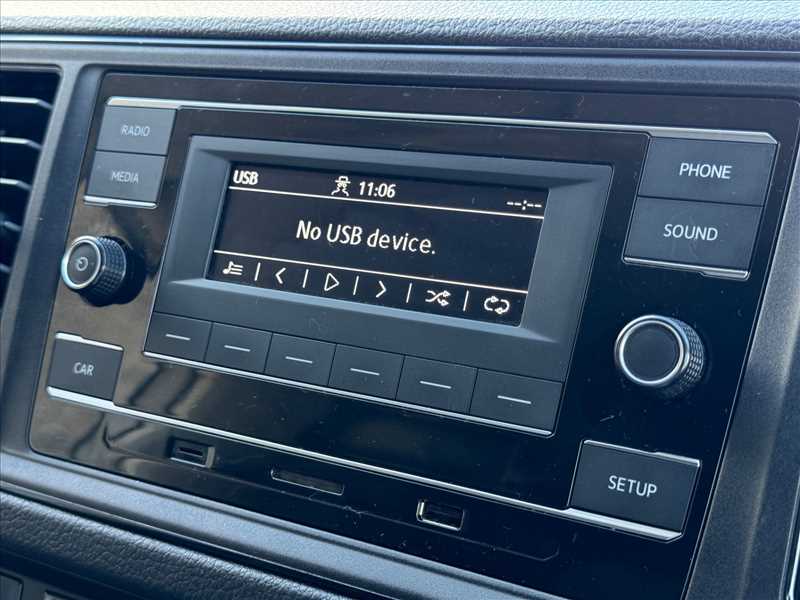 RADIO
MEDIA
USB 11:06 --:--
No USB device.
PHONE
SOUND
CAR
SETUP